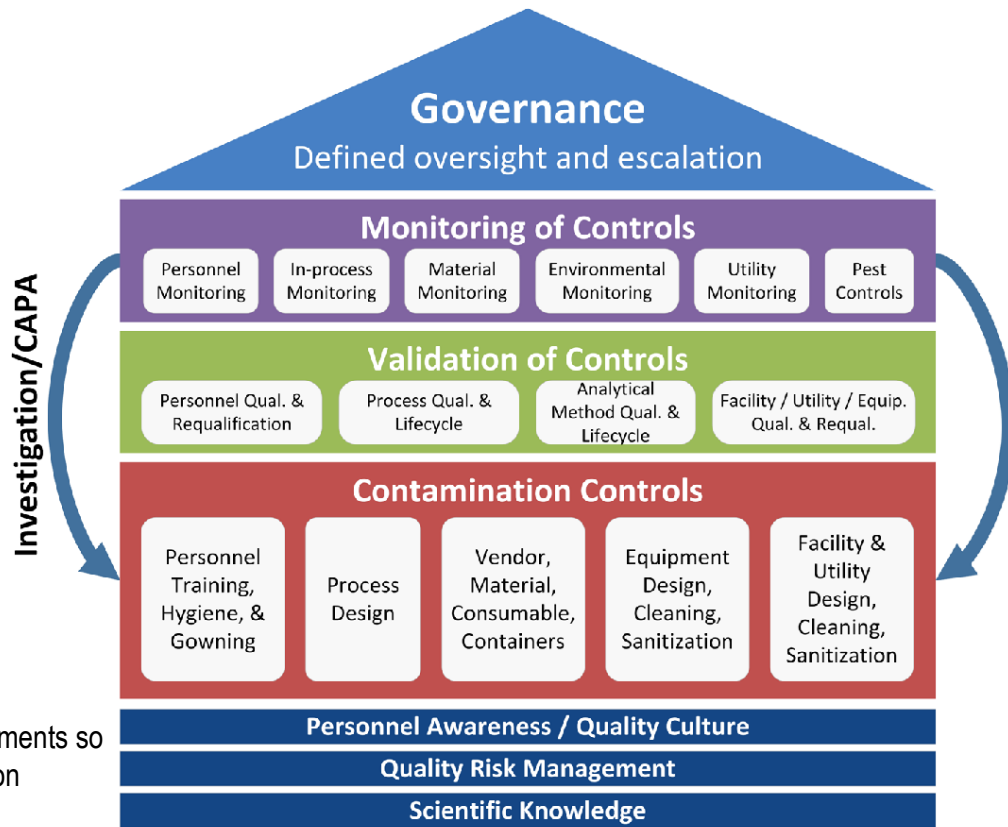 Governance
Defined oversight and escalation
Monitoring of Controls
Personnel
Monitoring
In-process
Monitoring
Material
Monitoring
Environmental
Monitoring
Utility
Monitoring
Pest
Controls
Investigation/CAPA
Validation of Controls
Personnel Qual. &
Requalification
Process Qual. &
Lifecycle
Analytical
Method Qual. &
Lifecycle
Facility / Utility / Equip.
Qual. & Requal.
Contamination Controls
Personnel
Training,
Hygiene, &
Gowning
Process
Design
Vendor,
Material,
Consumable,
Containers
Equipment
Design,
Cleaning,
Sanitization
Facility &
Utility
Design,
Cleaning,
Sanitization
ments so
on
Personnel Awareness / Quality Culture
Quality Risk Management
Scientific Knowledge